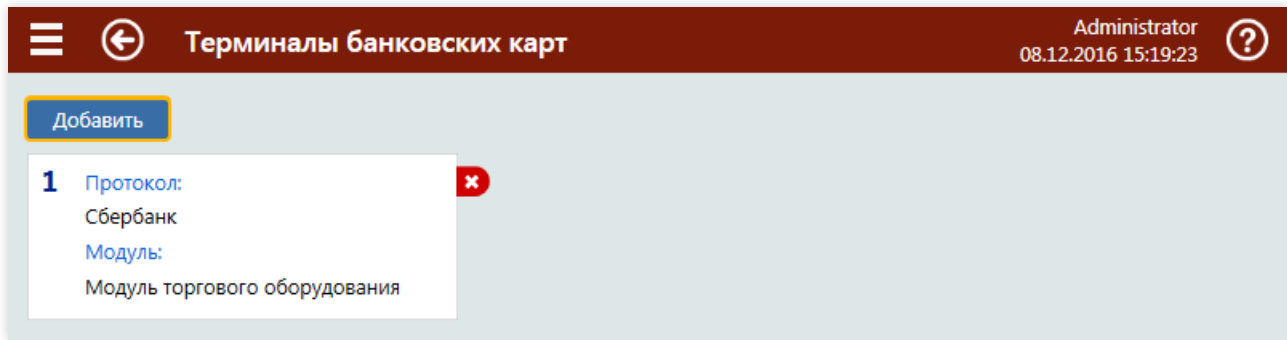 Терминалы банковских карт
Administrator
08.12.2016 15:19:23
?
Добавить
1 Протокол:
Сбербанк
Модуль:
Модуль торгового оборудования